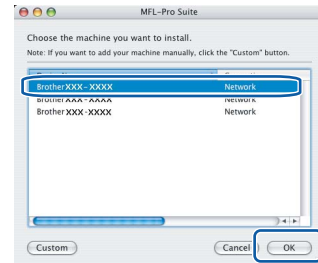 MFL-Pro Suite
Choose the machine you want to install.
Note: If you want to add your machine manually, click the "Custom" button.
Brother XXX-XXXX Network
Brother XXX-XXXX Network
Brother XXX-XXXX Network
Custom Cancel OK